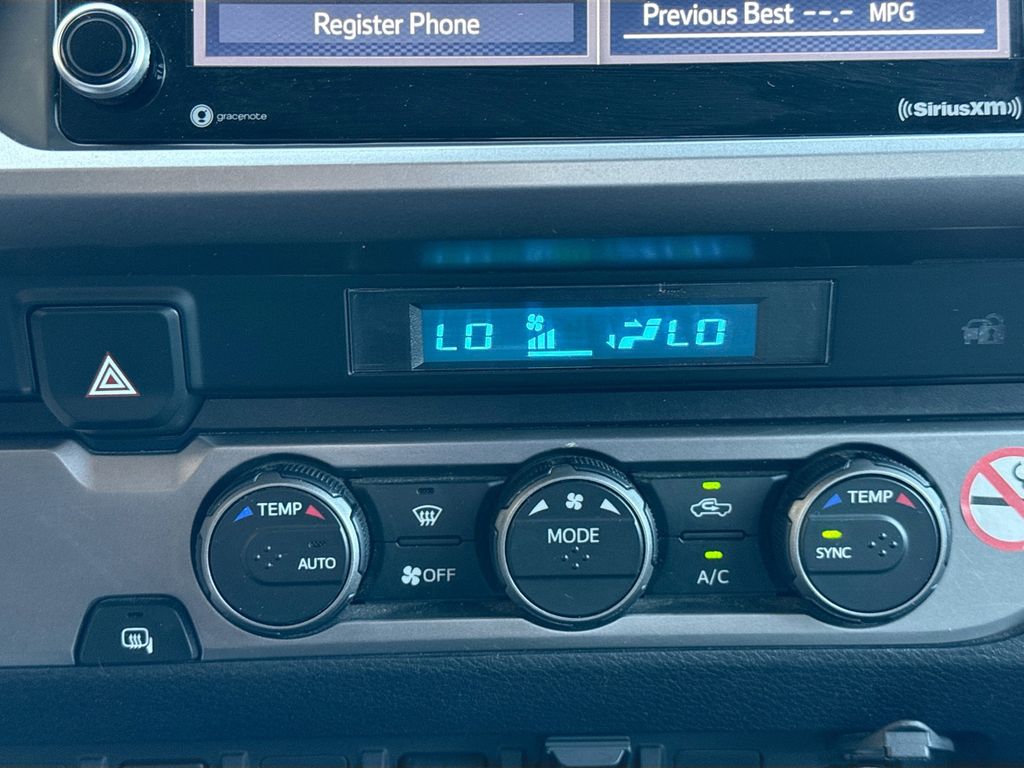 Register Phone
Previous Best --.- MPG
gracenote
SiriusXM
LO
LO
TEMP
AUTO
OFF
MODE
A/C
TEMP
SYNC